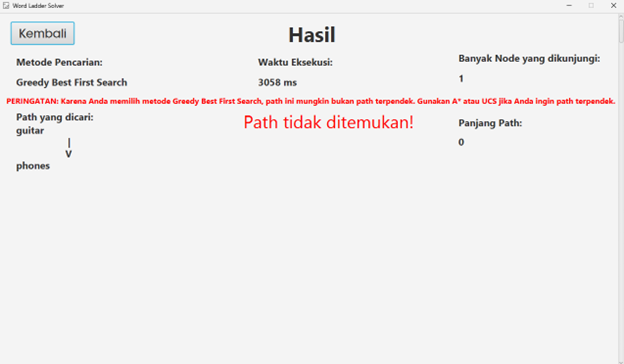 Word Ladder Solver
Kembali
Hasil
Metode Pencarian:
Waktu Eksekusi:
Banyak Node yang dikunjungi:
Greedy Best First Search
3058 ms
1
PERINGATAN: Karena Anda memilih metode Greedy Best First Search, path ini mungkin bukan path terpendek. Gunakan A* atau UCS jika Anda ingin path terpendek.
Path yang dicari:
Path tidak ditemukan!
Panjang Path:
guitar
|
0
V
phones